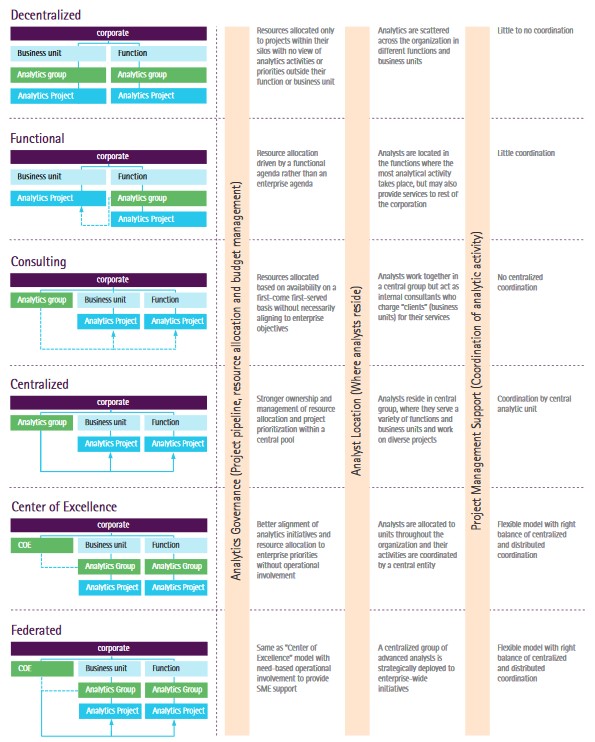 Decentralized
corporate
Business unit
Function
Analytics group
Analytics group
Analytics Project
Analytics Project
Resources allocated only
to projects within their
silos with no view of
analytics activities or
priorities outside their
function or business unit
Analytics are scattered
across the organization in
different functions and
business units
Little to no coordination
Functional
corporate
Business unit
Function
Analytics Project
Analytics group
Analytics Project
Resource allocation
driven by a functional
agenda rather than an
enterprise agenda
Analysts are located in
the functions where the
most analytical activity
takes place, but may also
provide services to rest of
the corporation
Little coordination
Consulting
corporate
Analytics group
Business unit
Function
Analytics Project
Analytics Project
Resources allocated
based on availability on a
first-come first-served
basis without necessarily
aligning to enterprise
objectives
Analysts work together in
a central group but act as
internal consultants who
charge "clients" (business
units) for their services
No centralized
coordination
Centralized
corporate
Analytics group
Business unit
Function
Analytics Project
Analytics Project
Stronger ownership and
management of resource
allocation and project
prioritization within a
central pool
Analysts reside in central
group, where they serve a
variety of functions and
business units and work
on diverse projects
Coordination by central
analytic unit
Center of Excellence
corporate
COE
Business unit
Function
Analytics Group
Analytics Group
Analytics Project
Analytics Project
Better alignment of
analytics initiatives and
resource allocation to
enterprise priorities
without operational
involvement
Analysts are allocated to
units throughout the
organization and their
activities are coordinated
by a central entity
Flexible model with right
balance of centralized
and distributed
coordination
Federated
corporate
COE
Business unit
Function
Analytics Group
Analytics Group
Analytics Project
Analytics Project
Same as "Center of
Excellence" model with
need-based operational
involvement to provide
SME support
A centralized group of
advanced analysts is
strategically deployed to
enterprise-wide
initiatives
Flexible model with right
balance of centralized
and distributed
coordination
Analytics Governance (Project pipeline, resource allocation and budget management)
Analyst Location (Where analysts reside)
Project Management Support (Coordination of analytic activity)